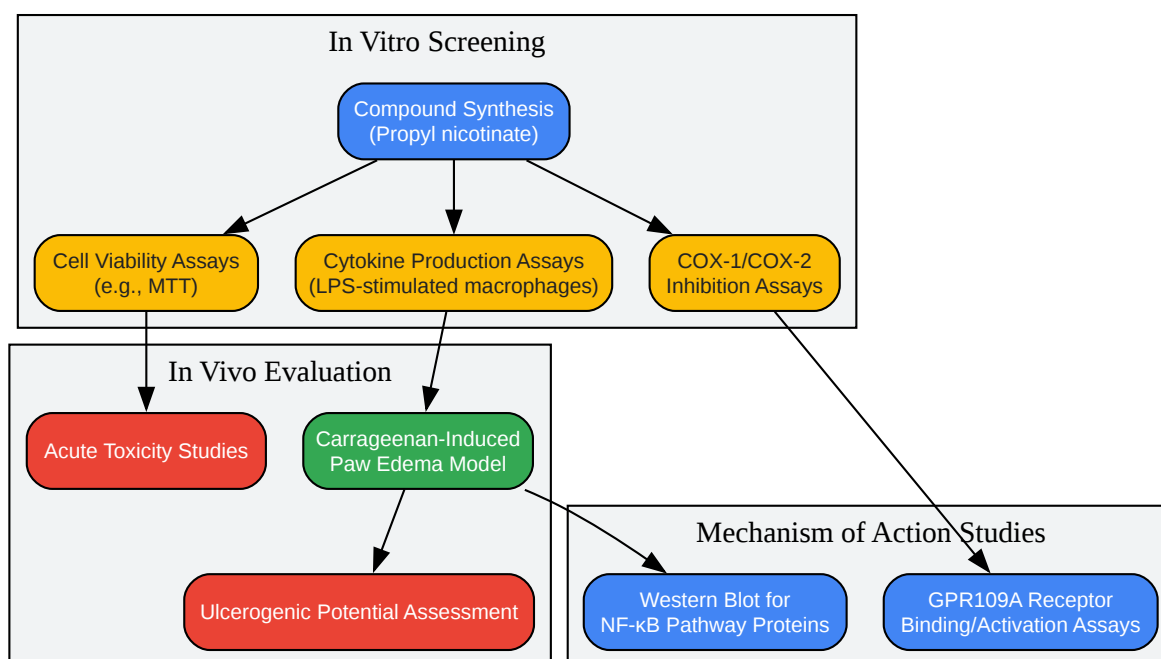 In Vitro Screening
Compound Synthesis
(Propyl nicotinate)
Cell Viability Assays
(e.g., MTT)
Cytokine Production Assays
(LPS-stimulated macrophages)
COX-1/COX-2
Inhibition Assays
In Vivo Evaluation
Acute Toxicity Studies
Carrageenan-Induced
Paw Edema Model
Ulcerogenic Potential Assessment
Mechanism of Action Studies
Western Blot for
NF-κB Pathway Proteins
GPR109A Receptor
Binding/Activation Assays